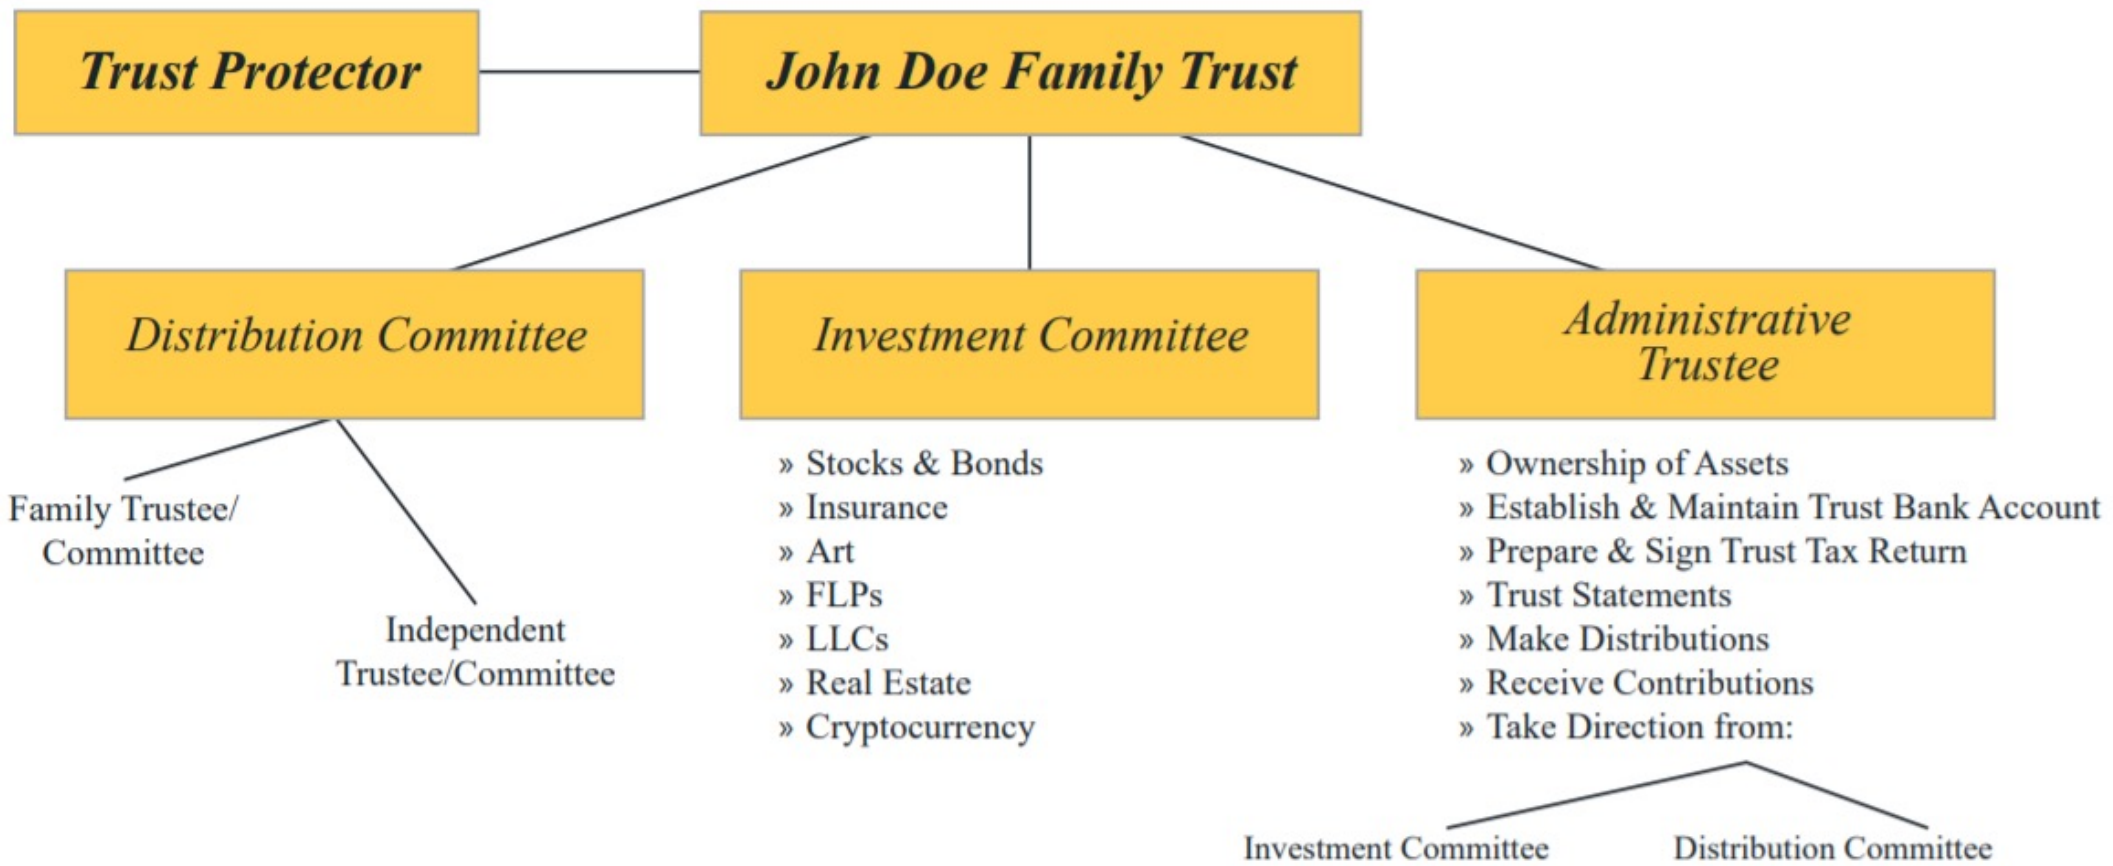 Trust Protector
John Doe Family Trust
Distribution Committee
Investment Committee
Administrative
Trustee
Family Trustee/
Committee
Independent
Trustee/Committee
» Stocks & Bonds
» Insurance
» Art
» FLPs
» LLCs
» Real Estate
» Cryptocurrency
» Ownership of Assets
» Establish & Maintain Trust Bank Account
» Prepare & Sign Trust Tax Return
» Trust Statements
» Make Distributions
» Receive Contributions
» Take Direction from:
Investment Committee
Distribution Committee